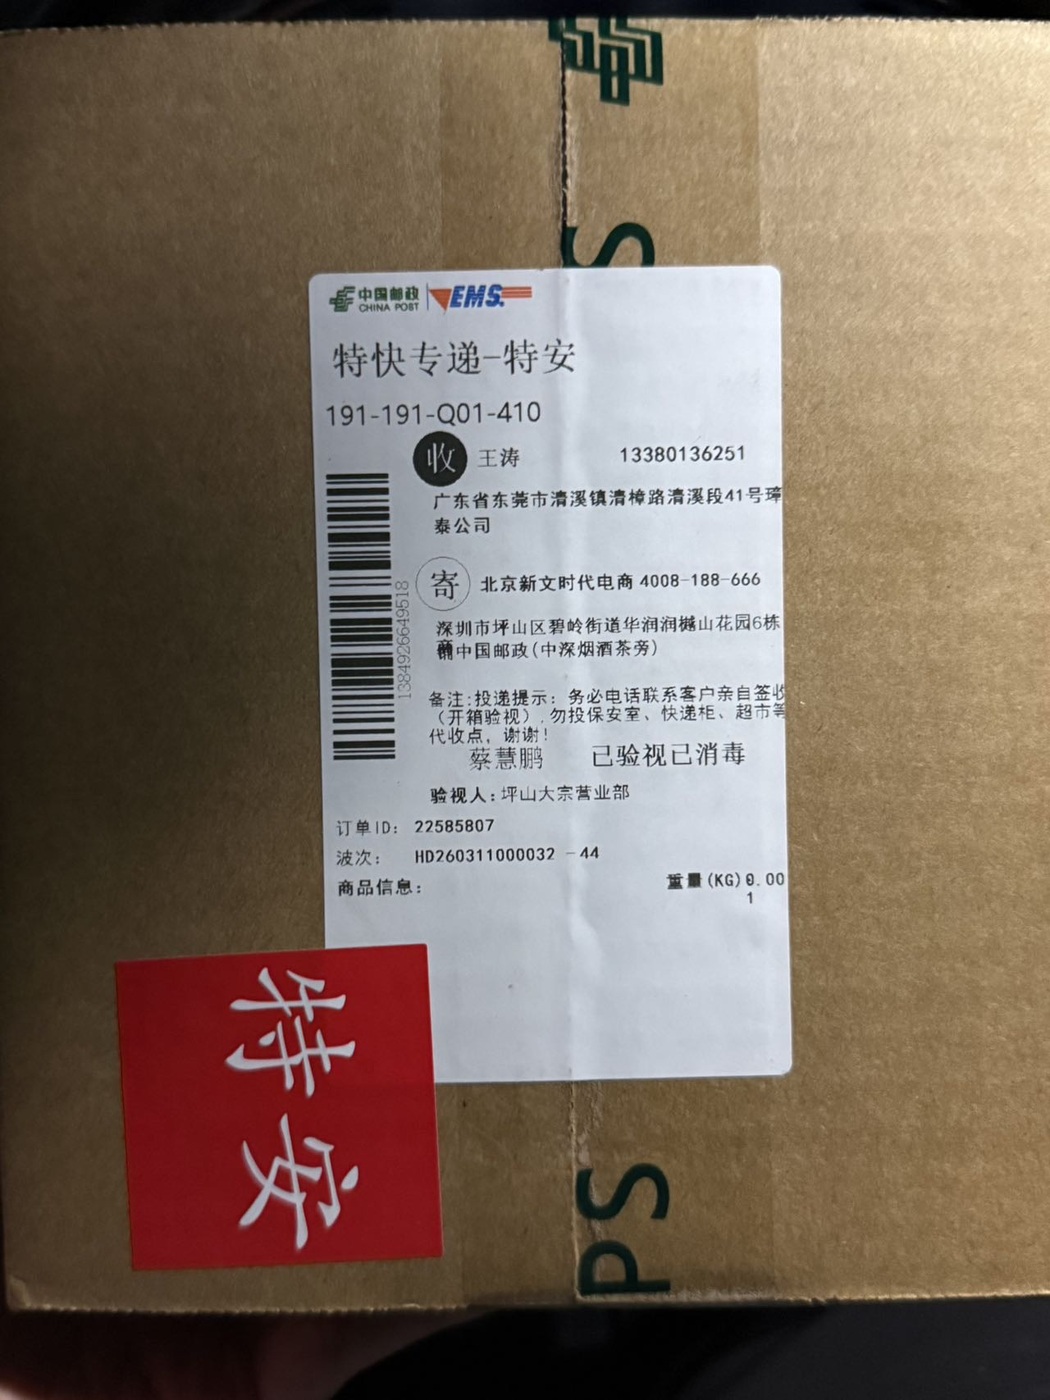 中国邮政
CHINA POST
EMS
特快专递-特安
191-191-Q01-410
收 王涛 13380136251
广东省东莞市清溪镇清樟路清溪段41号璋
泰公司
寄 北京新文时代电商 4008-188-666
深圳市坪山区碧岭街道华润润樾山花园6栋
中国邮政(中深烟酒茶旁)
1384926649518
备注:投递提示:务必电话联系客户亲自签收
(开箱验视),勿投保安室、快递柜、超市等
代收点,谢谢!
蔡慧鹏 已验视已消毒
验视人:坪山大宗营业部
订单ID: 22585807
波次: HD260311000032 -44
商品信息: 重量(KG)0.00
1
特安
S
PS